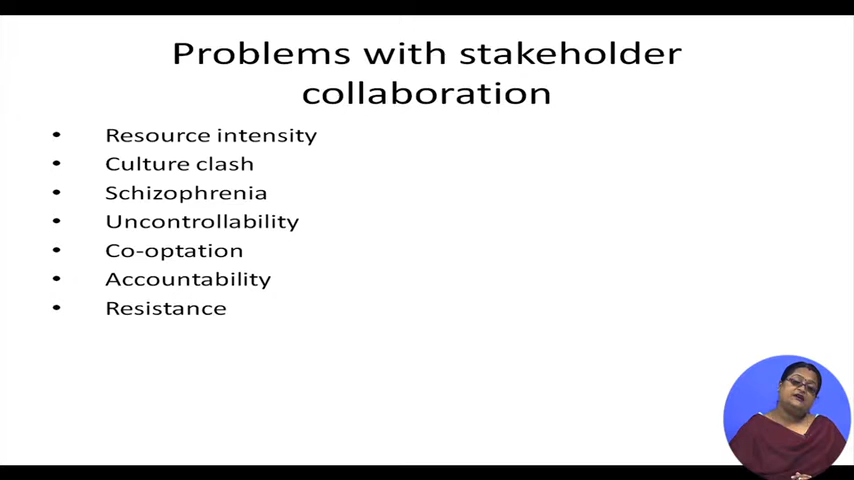 Problems with stakeholder
collaboration
• Resource intensity
• Culture clash
• Schizophrenia
• Uncontrollability
• Co-optation
• Accountability
• Resistance